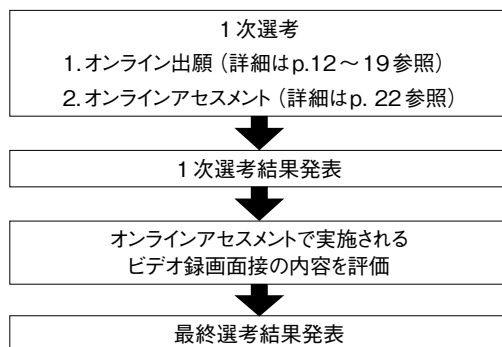 1次選考
1.オンライン出願（詳細はp.12～19参照）
2.オンラインアセスメント（詳細はp. 22参照）
1次選考結果発表
オンラインアセスメントで実施される
ビデオ録画面接の内容を評価
最終選考結果発表